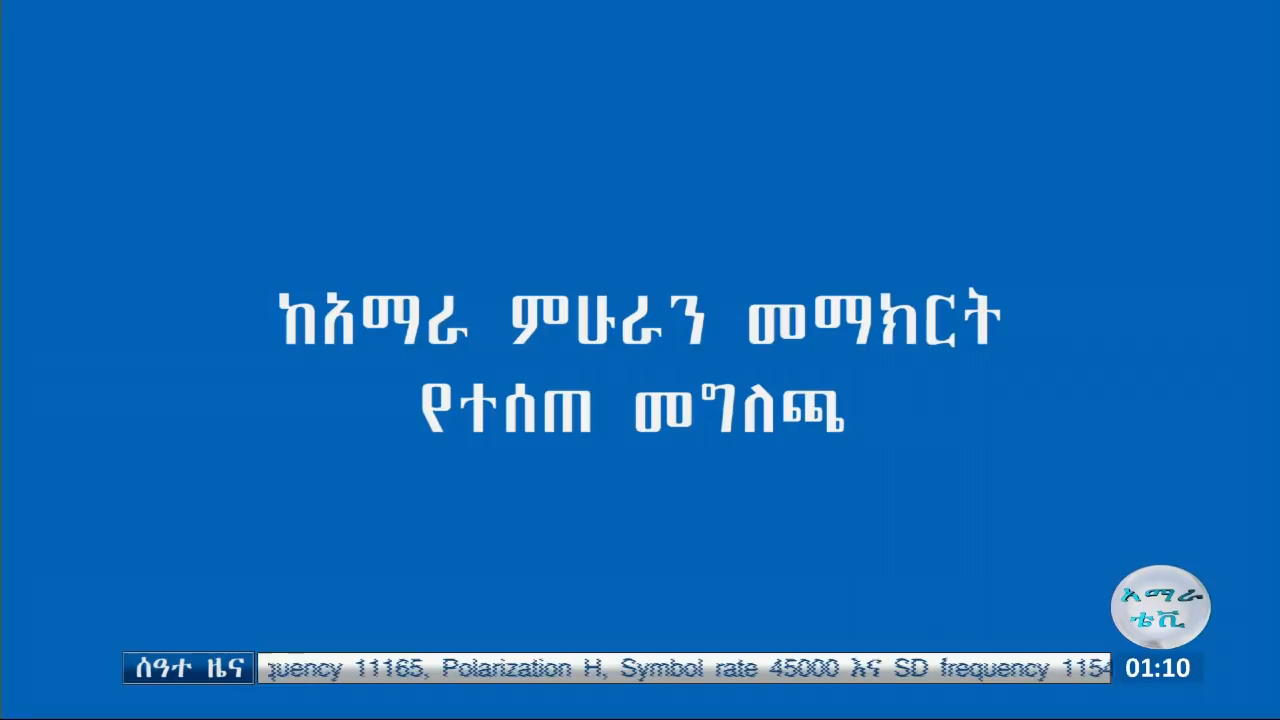 ከአማራ ምሁራን መማክርት
የተሰጠ መግለጫ
አማራ
ቴቪ
ሰዓተ ዜና
quency 11165, Polarization H, Symbol rate 45000 እና SD frequency 1154
01:10